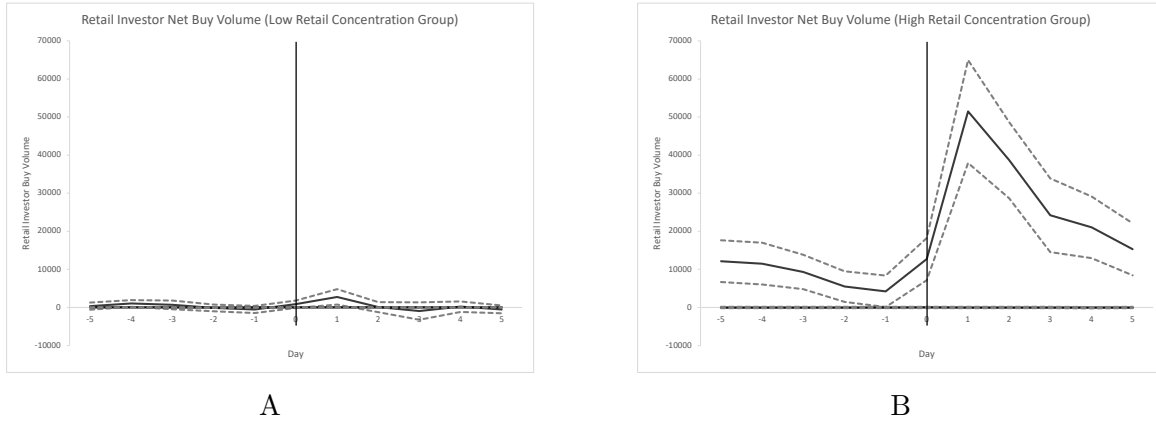 Retail Investor Net Buy Volume (Low Retail Concentration Group)
70000
60000
50000
40000
30000
20000
10000
0
-10000
-5 -4 -3 -2 -1 0 1 2 3 4 5
Retail Investor Buy Volume
Day
A
Retail Investor Net Buy Volume (High Retail Concentration Group)
70000
60000
50000
40000
30000
20000
10000
0
-10000
-5 -4 -3 -2 -1 0 1 2 3 4 5
Retail Investor Buy Volume
Day
B